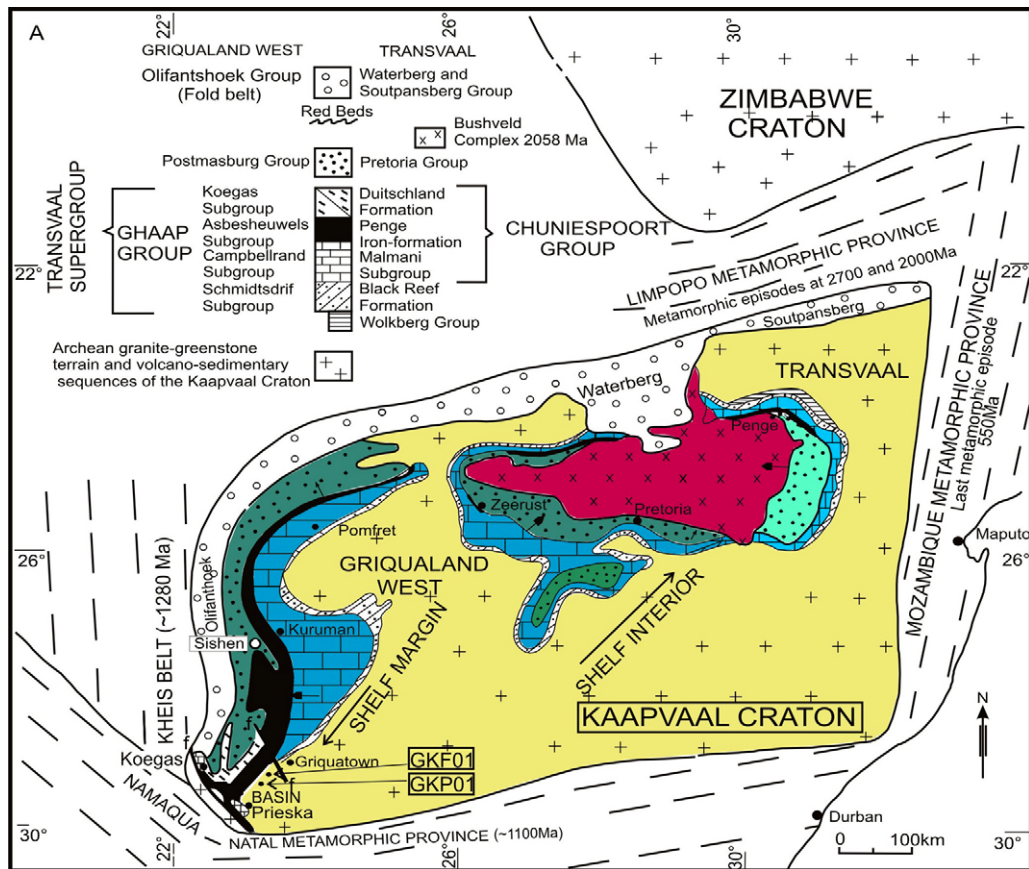 A
22°
26°
30°
GRIQUALAND WEST
TRANSVAAL
Olifantshoek Group
(Fold belt)
Waterberg and
Soutpansberg Group
Red Beds
Bushveld
Complex 2058 Ma
Postmasburg Group
Pretoria Group
TRANSVAAL
SUPERGROUP
GHAAP
GROUP
Koegas
Subgroup
Asbesheuwels
Subgroup
Campbellrand
Subgroup
Schmidtsdrif
Subgroup
Duitschland
Formation
Penge
Iron-formation
Malmani
Subgroup
Black Reef
Formation
Wolkberg Group
CHUNIESPOORT
GROUP
Archean granite-greenstone
terrain and volcano-sedimentary
sequences of the Kaapvaal Craton
ZIMBABWE
CRATON
22°
22°
LIMPOPO METAMORPHIC PROVINCE
Metamorphic episodes at 2700 and 2000Ma
Soutpansberg
Waterberg
TRANSVAAL
Penge
Zeerust
Pretoria
Pomfret
GRIQUALAND
WEST
MOZAMBIQUE METAMORPHIC PROVINCE
Last metamorphic episode
550Ma
Maputo
26°
26°
Olifanthoek
Kuruman
Sishen
SHELF MARGIN
SHELF INTERIOR
KHEIS BELT (~1280 Ma)
KAAPVAAL CRATON
N
f
f
Koegas
Griquatown
GKF01
f
GKP01
BASIN
Prieska
NAMAQUA
NATAL METAMORPHIC PROVINCE (~1100Ma)
Durban
0 100km
30°
22°
26°
30°
30°